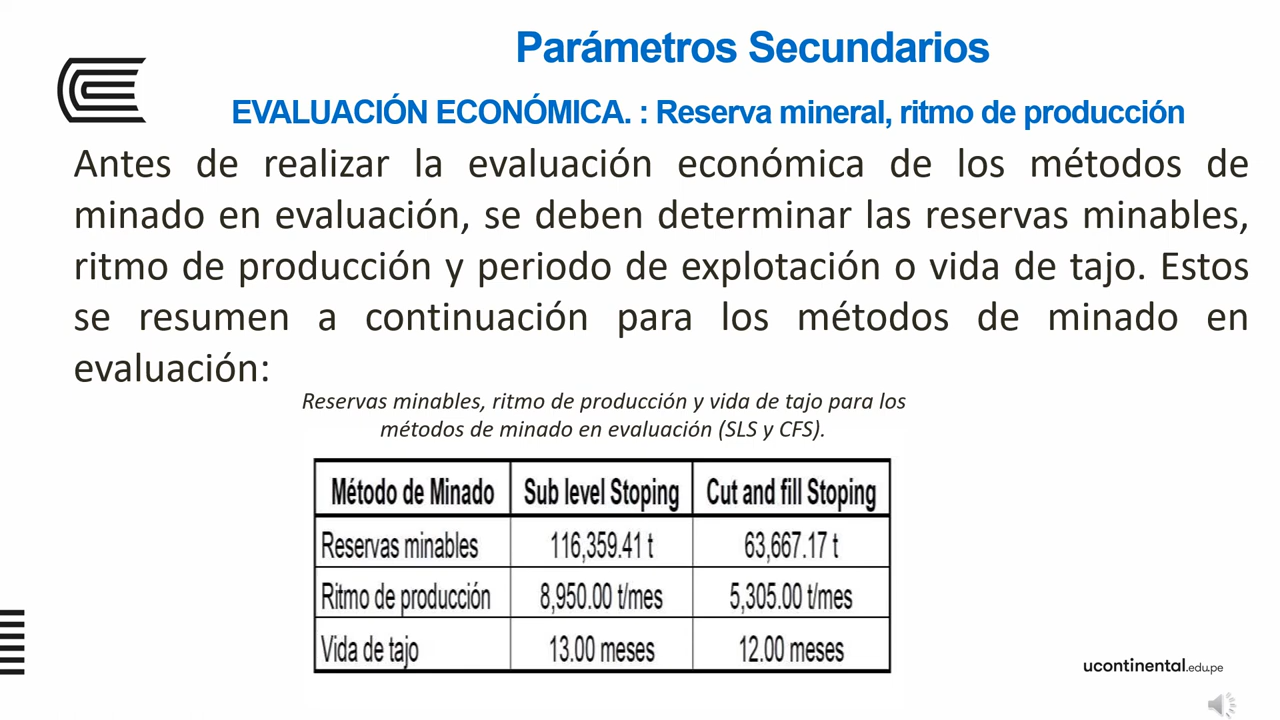 Parámetros Secundarios
EVALUACIÓN ECONÓMICA. : Reserva mineral, ritmo de producción
Antes de realizar la evaluación económica de los métodos de
minado en evaluación, se deben determinar las reservas minables,
ritmo de producción y periodo de explotación o vida de tajo. Estos
se resumen a continuación para los métodos de minado en
evaluación:
Reservas minables, ritmo de producción y vida de tajo para los
métodos de minado en evaluación (SLS y CFS).
Método de Minado Sub level Stoping Cut and fill Stoping
Reservas minables 116,359.41 t 63,667.17 t
Ritmo de producción 8,950.00 t/mes 5,305.00 t/mes
Vida de tajo 13.00 meses 12.00 meses
ucontinental.edu.pe